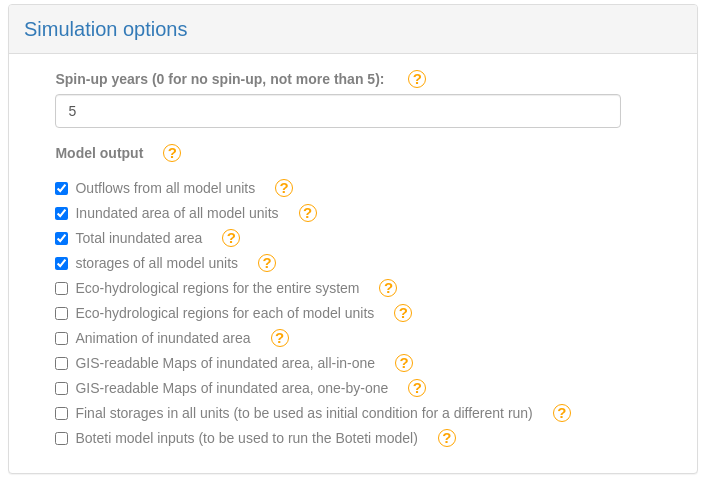 Simulation options
Spin-up years (0 for no spin-up, not more than 5): ?
5
Model output ?
Outflows from all model units ?
Inundated area of all model units ?
Total inundated area ?
storages of all model units ?
Eco-hydrological regions for the entire system ?
Eco-hydrological regions for each of model units ?
Animation of inundated area ?
GIS-readable Maps of inundated area, all-in-one ?
GIS-readable Maps of inundated area, one-by-one ?
Final storages in all units (to be used as initial condition for a different run) ?
Boteti model inputs (to be used to run the Boteti model) ?